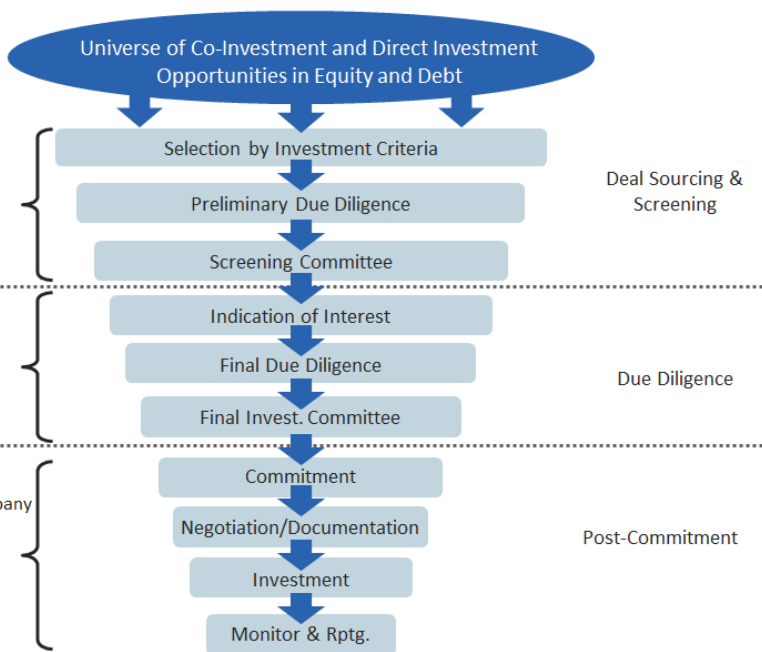 Universe of Co-Investment and Direct Investment
Opportunities in Equity and Debt
Selection by Investment Criteria
Preliminary Due Diligence
Screening Committee
Deal Sourcing &
Screening
Indication of Interest
Final Due Diligence
Final Invest. Committee
Due Diligence
Commitment
Negotiation/Documentation
Investment
Monitor & Rptg.
Post-Commitment